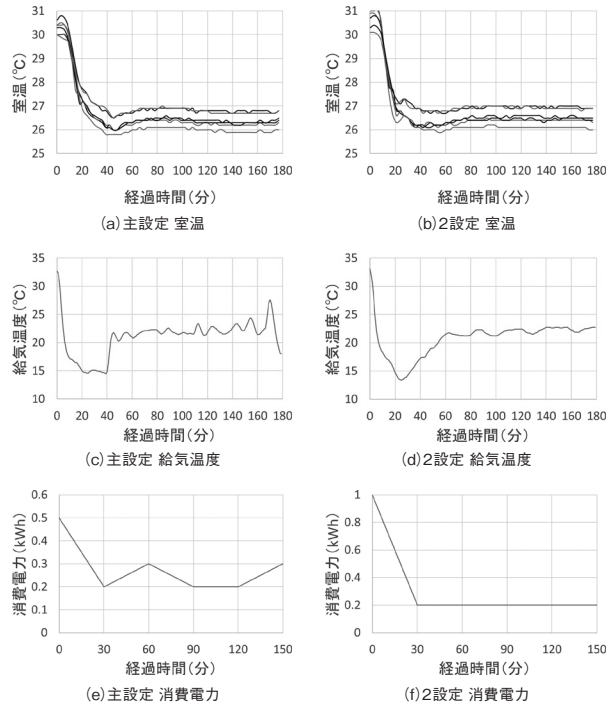 31
30
29
28
27
26
25
室温(℃)
0 20 40 60 80 100 120 140 160 180
経過時間(分)
(a)主設定 室温
31
30
29
28
27
26
25
室温(℃)
0 20 40 60 80 100 120 140 160 180
経過時間(分)
(b)2設定 室温
35
30
25
20
15
10
給気温度(℃)
0 20 40 60 80 100 120 140 160 180
経過時間(分)
(c)主設定 給気温度
35
30
25
20
15
10
給気温度(℃)
0 20 40 60 80 100 120 140 160 180
経過時間(分)
(d)2設定 給気温度
0.6
0.5
0.4
0.3
0.2
0.1
0
消費電力(kWh)
0 30 60 90 120 150
経過時間(分)
(e)主設定 消費電力
1
0.8
0.6
0.4
0.2
0
消費電力(kWh)
0 30 60 90 120 150
経過時間(分)
(f)2設定 消費電力